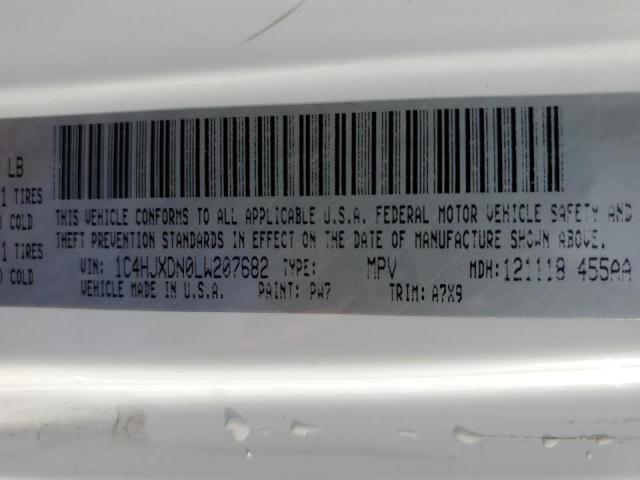 LB
1 TIRES
COLD
1 TIRES
COLD
THIS VEHICLE CONFORMS TO ALL APPLICABLE U.S.A. FEDERAL MOTOR VEHICLE SAFETY AND
THEFT PREVENTION STANDARDS IN EFFECT ON THE DATE OF MANUFACTURE SHOWN ABOVE.
VIN: 1C4HJXDN0LW207682 TYPE: MPV MDH: 121118 455AA
VEHICLE MADE IN U.S.A. PAINT: PW7 TRIM: A7X9